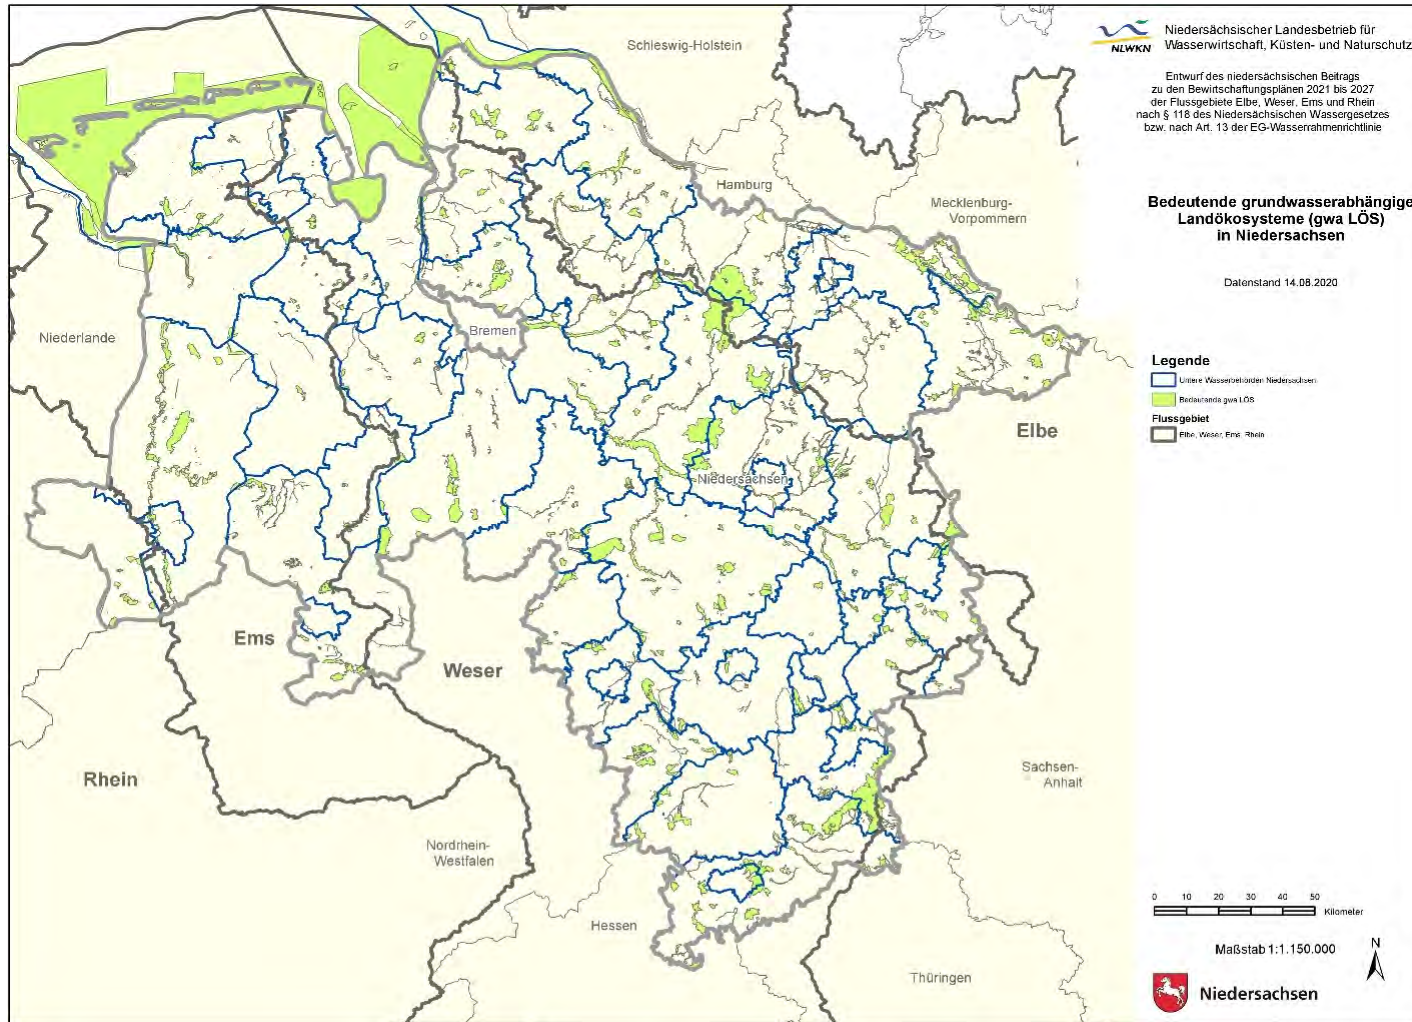 NLWKN
Niedersächsischer Landesbetrieb für
Wasserwirtschaft, Küsten- und Naturschutz
Entwurf des niedersächsischen Beitrags
zu den Bewirtschaftungsplänen 2021 bis 2027
der Flussgebiete Elbe, Weser, Ems und Rhein
nach § 118 des Niedersächsischen Wassergesetzes
bzw. nach Art. 13 der EG-Wasserrahmenrichtlinie
Bedeutende grundwasserabhängige
Landökosysteme (gwa LÖS)
in Niedersachsen
Datenstand 14.08.2020
Legende
Untere Wasserbehörden Niedersachsen
Bedeutende gwa LÖS
Flussgebiet
Elbe, Weser, Ems, Rhein
Schleswig-Holstein
Hamburg
Mecklenburg-
Vorpommern
Bremen
Niederlande
Elbe
Niedersachsen
Ems
Weser
Rhein
Sachsen-
Anhalt
Nordrhein-
Westfalen
Hessen
Thüringen
0 10 20 30 40 50
Kilometer
Maßstab 1:1.150.000
N
Niedersachsen